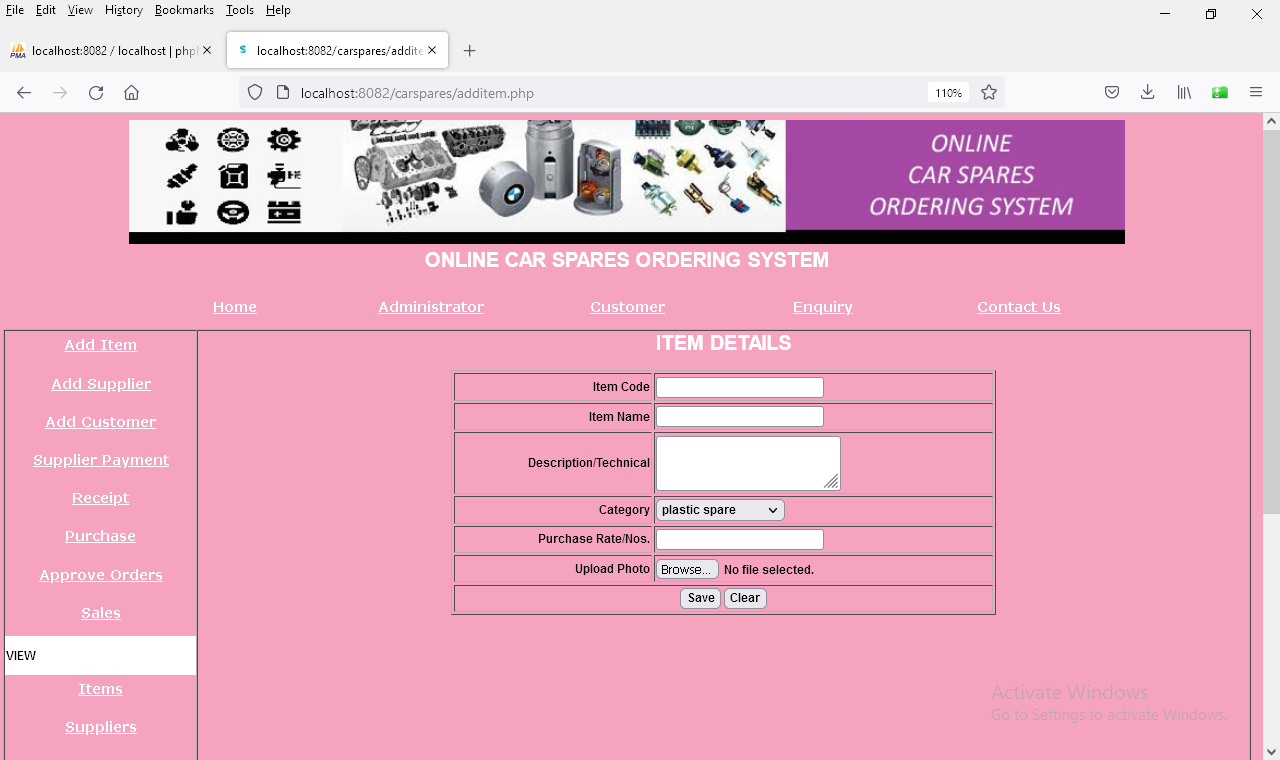 File Edit View History Bookmarks Tools Help
PMA localhost:8082 / localhost | php
S localhost:8082/carspares/addite
localhost:8082/carspares/additem.php 110%
ONLINE
CAR SPARES
ORDERING SYSTEM
ONLINE CAR SPARES ORDERING SYSTEM
Home Administrator Customer Enquiry Contact Us
Add Item
Add Supplier
Add Customer
Supplier Payment
Receipt
Purchase
Approve Orders
Sales
VIEW
Items
Suppliers
ITEM DETAILS
Item Code
Item Name
Description/Technical
Category plastic spare
Purchase Rate/Nos.
Upload Photo Browse... No file selected.
Save Clear
Activate Windows
Go to Settings to activate Windows.